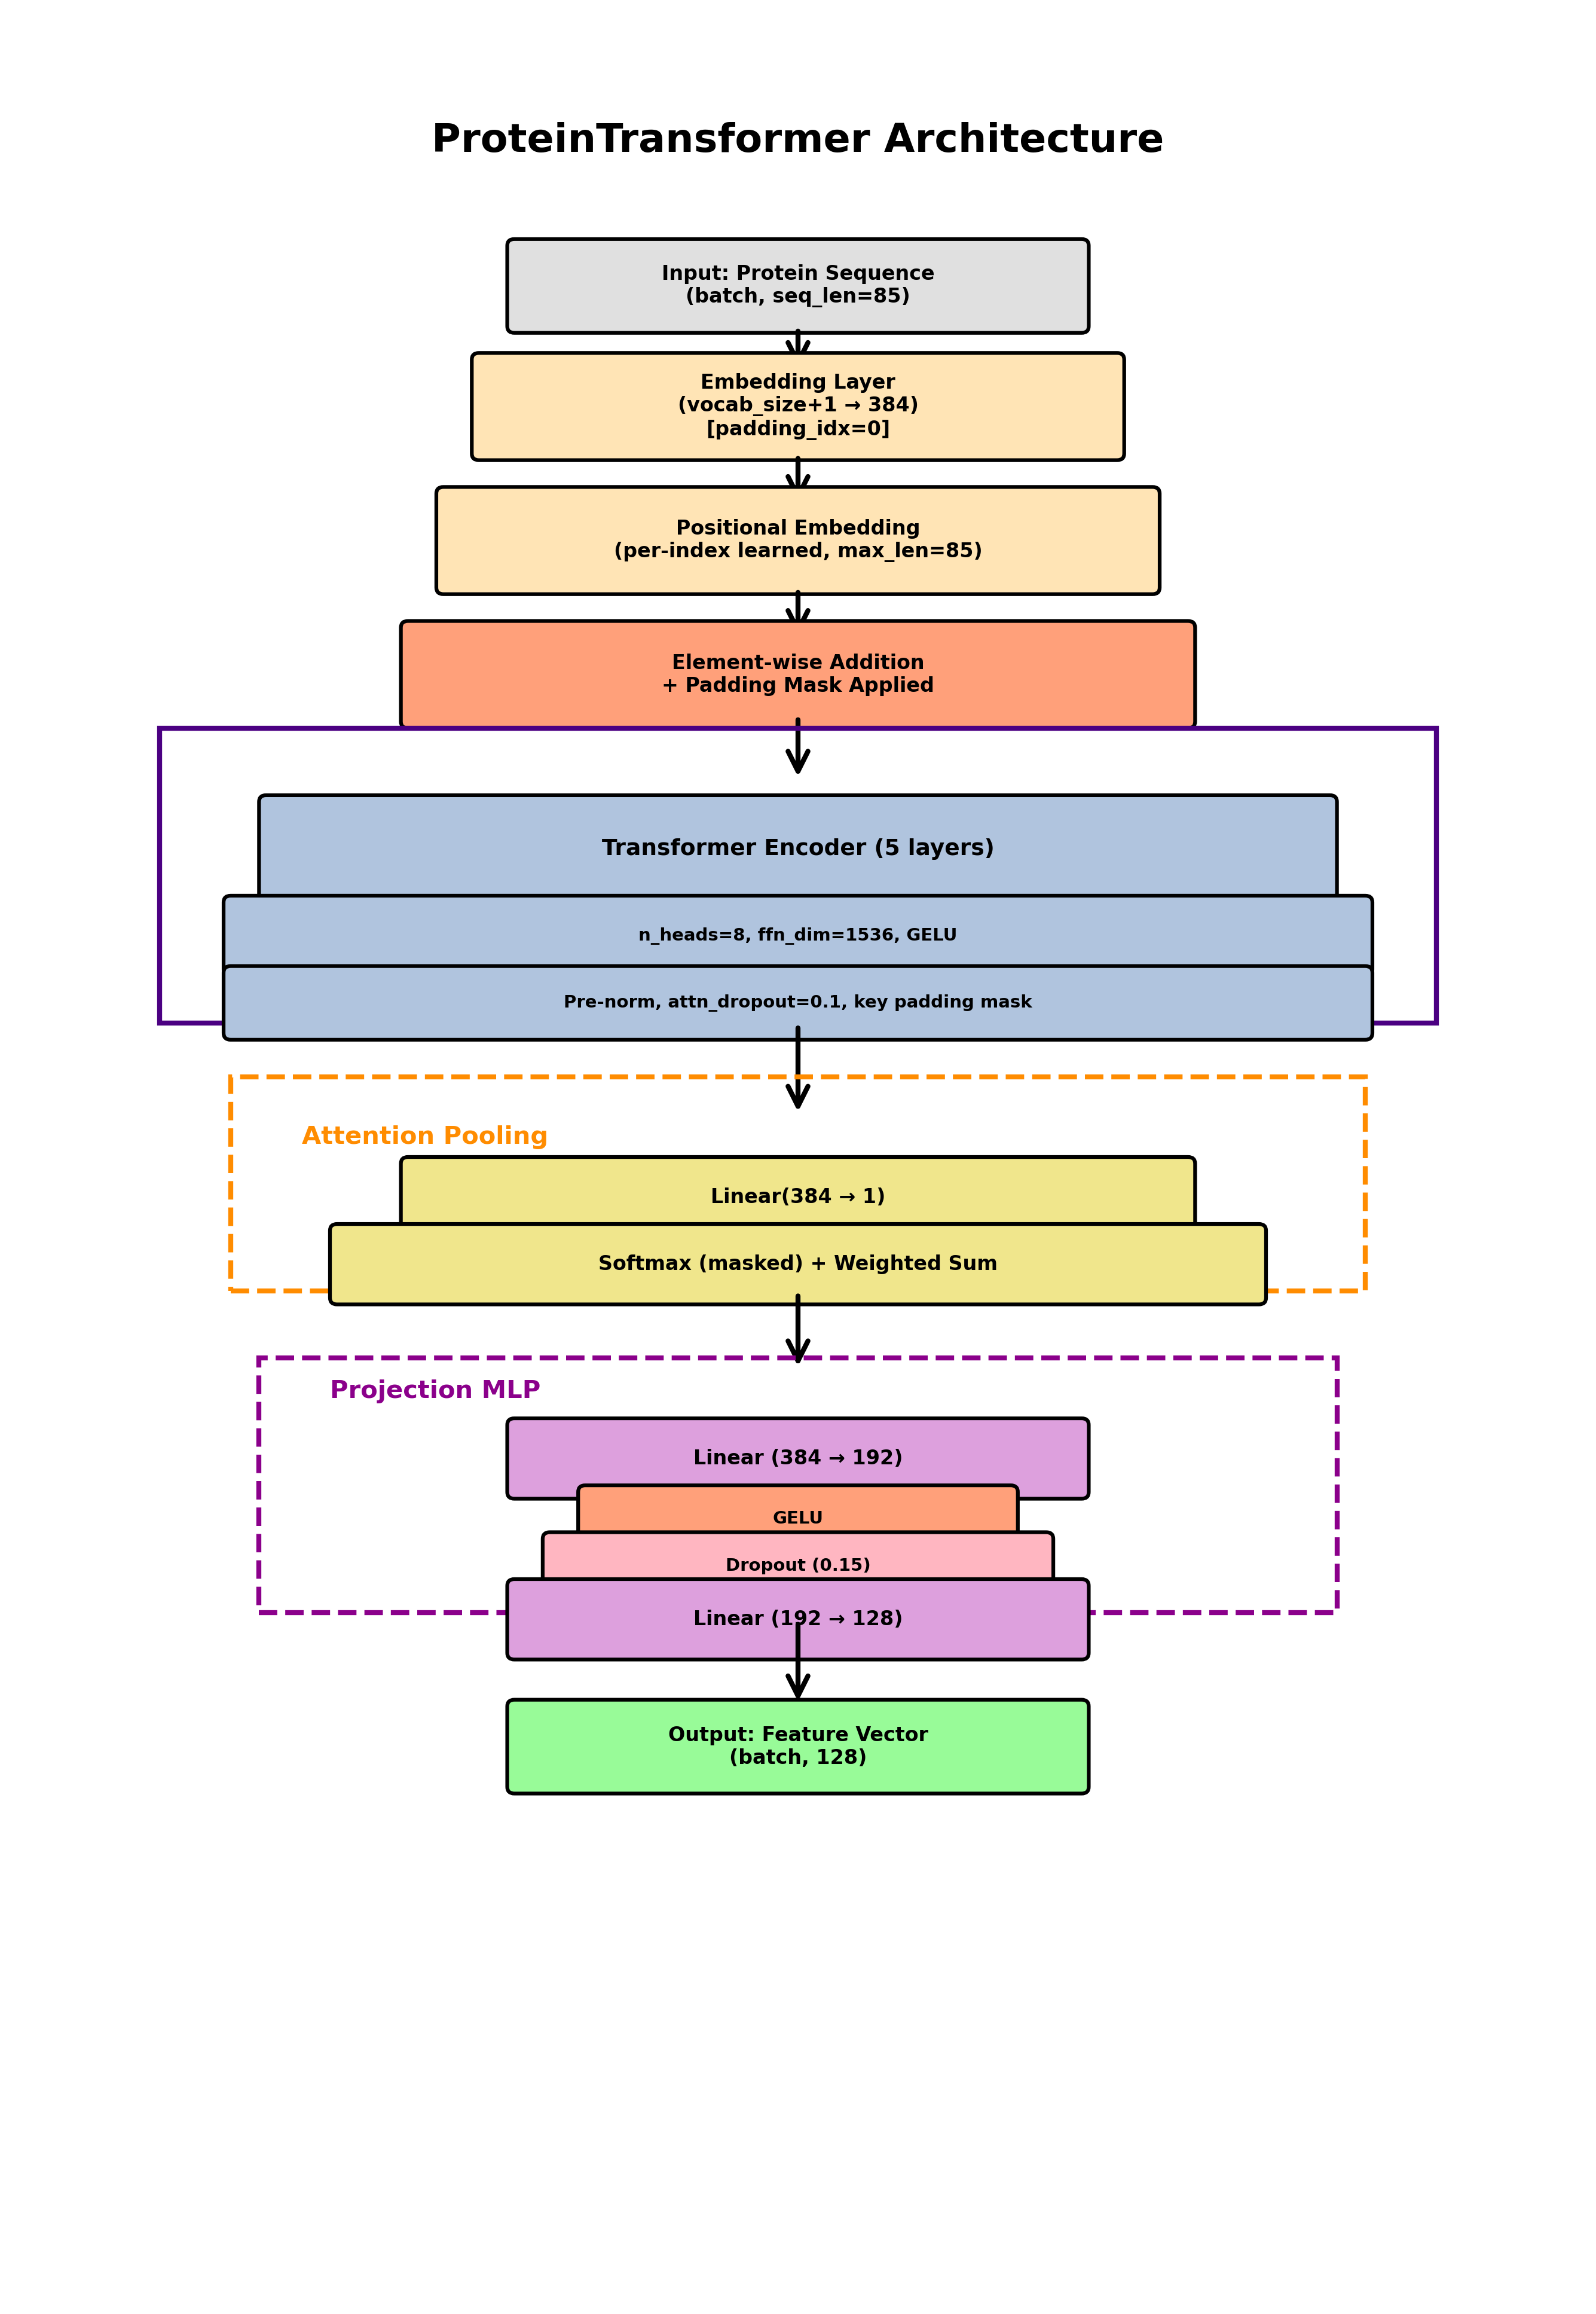 ProteinTransformer Architecture
Input: Protein Sequence
(batch, seq_len=85)
Embedding Layer
(vocab_size+1 → 384)
[padding_idx=0]
Positional Embedding
(per-index learned, max_len=85)
Element-wise Addition
+ Padding Mask Applied
Transformer Encoder (5 layers)
n_heads=8, ffn_dim=1536, GELU
Pre-norm, attn_dropout=0.1, key padding mask
Attention Pooling
Linear(384 → 1)
Softmax (masked) + Weighted Sum
Projection MLP
Linear (384 → 192)
GELU
Dropout (0.15)
Linear (192 → 128)
Output: Feature Vector
(batch, 128)